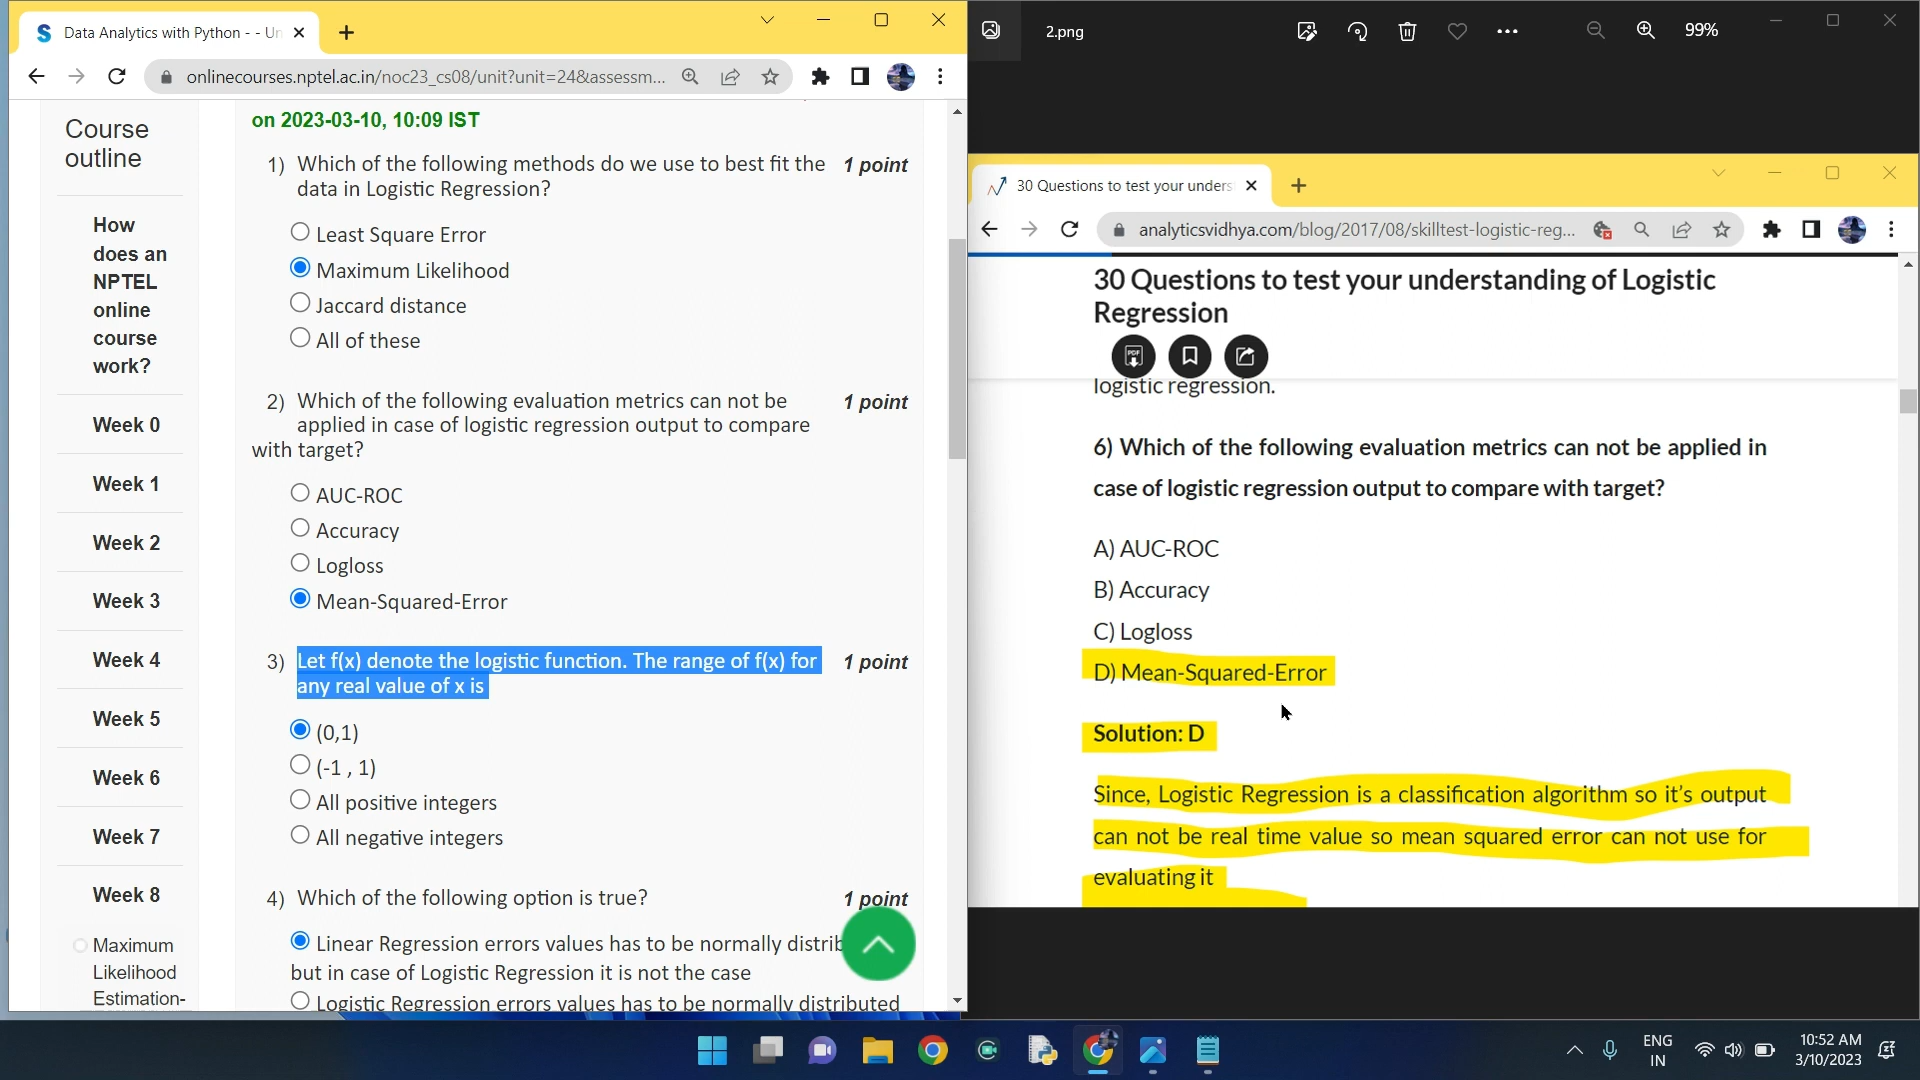 Data Analytics with Python - - Un
onlinecourses.nptel.ac.in/noc23_cs08/unit?unit=24&assessm...
Course
outline
How
does an
NPTEL
online
course
work?
Week 0
Week 1
Week 2
Week 3
Week 4
Week 5
Week 6
Week 7
Week 8
Maximum
Likelihood
Estimation-
on 2023-03-10, 10:09 IST
1) Which of the following methods do we use to best fit the 1 point
data in Logistic Regression?
Least Square Error
Maximum Likelihood
Jaccard distance
All of these
2) Which of the following evaluation metrics can not be 1 point
applied in case of logistic regression output to compare
with target?
AUC-ROC
Accuracy
Logloss
Mean-Squared-Error
3) Let f(x) denote the logistic function. The range of f(x) for 1 point
any real value of x is
(0,1)
(-1 , 1)
All positive integers
All negative integers
4) Which of the following option is true? 1 point
Linear Regression errors values has to be normally distrib
but in case of Logistic Regression it is not the case
Logistic Regression errors values has to be normally distributed
2.png
99%
30 Questions to test your unders
analyticsvidhya.com/blog/2017/08/skilltest-logistic-reg...
30 Questions to test your understanding of Logistic
Regression
PDF
logistic regression.
6) Which of the following evaluation metrics can not be applied in
case of logistic regression output to compare with target?
A) AUC-ROC
B) Accuracy
C) Logloss
D) Mean-Squared-Error
Solution: D
Since, Logistic Regression is a classification algorithm so it's output
can not be real time value so mean squared error can not use for
evaluating it
ENG
IN
10:52 AM
3/10/2023